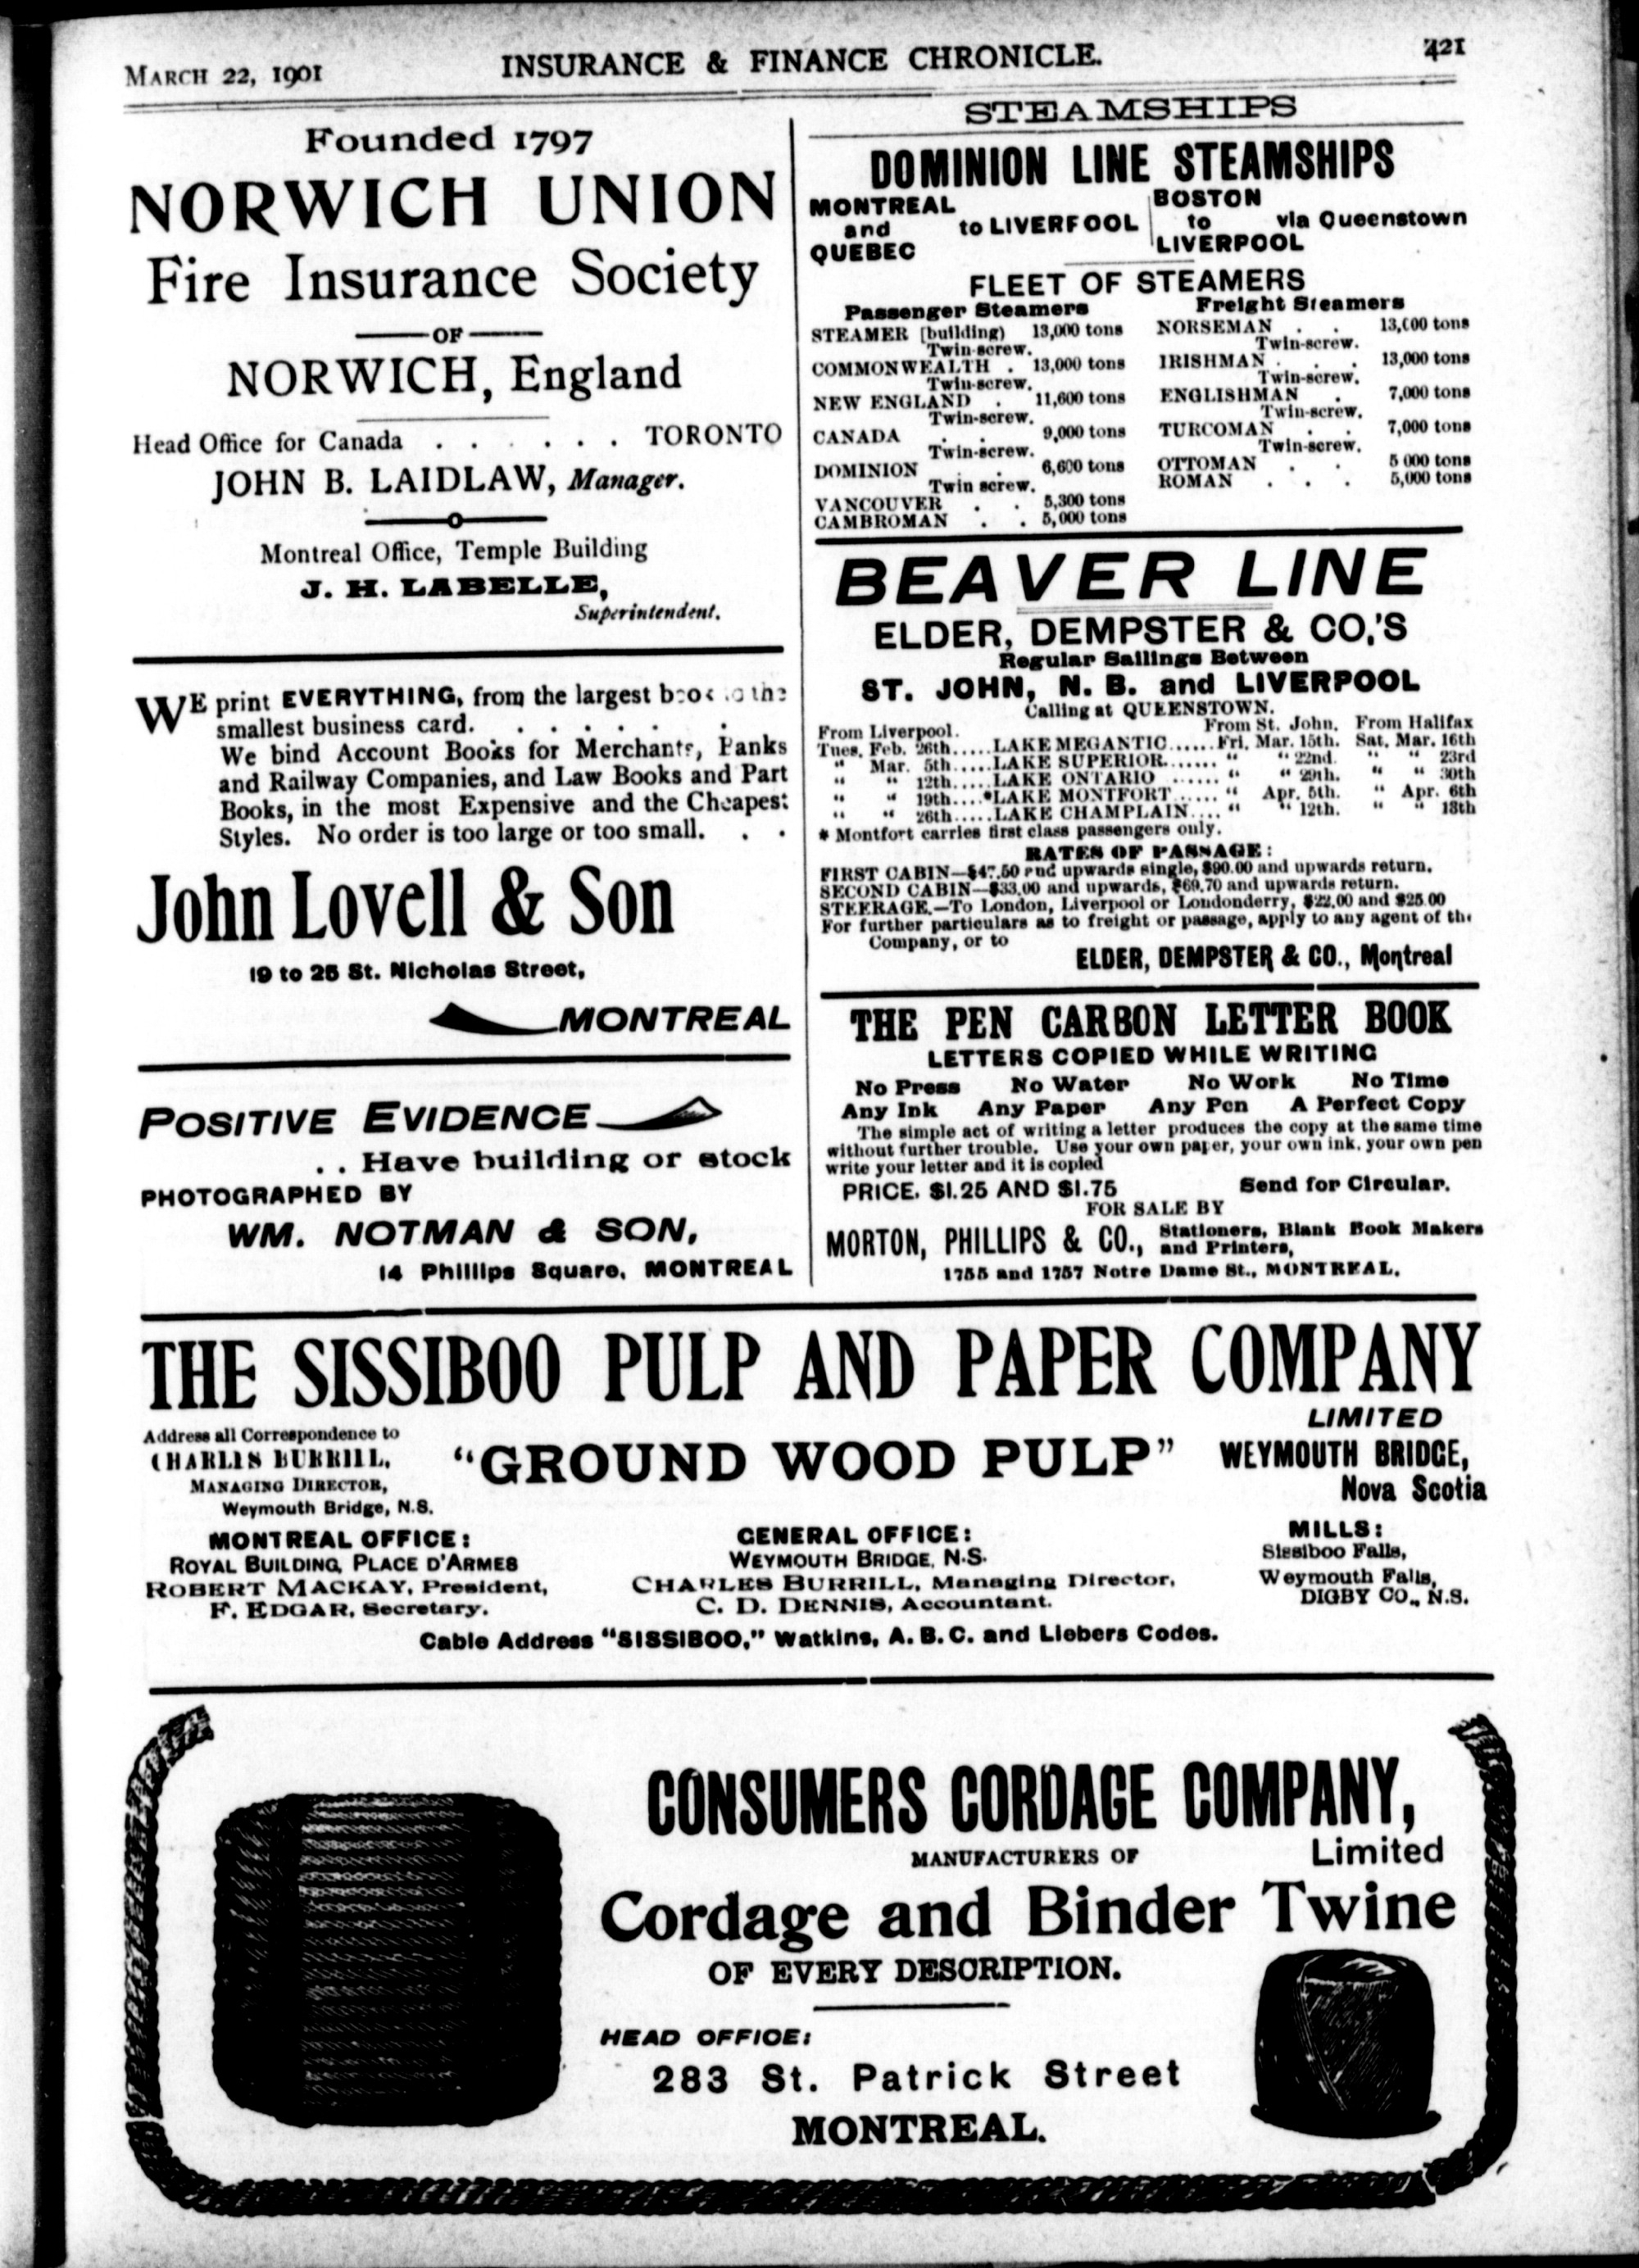 MARCH 22, 1901
INSURANCE & FINANCE CHRONICLE.
421
Founded 1797
NORWICH UNION
Fire Insurance Society
OF
NORWICH, England
Head Office for Canada . . . . . . TORONTO
JOHN B. LAIDLAW, Manager.
Montreal Office, Temple Building
J. H. LABELLE,
Superintendent.
WE print EVERYTHING, from the largest the
smallest business card. . . . . . .
We bind Account Books for Merchants, Banks
and Railway Companies, and Law Books and Part
Books, in the most Expensive and the Cheapest
Styles. No order is too large or too small. . .
John Lovell & Son
19 to 25 St. Nicholas Street,
MONTREAL
POSITIVE EVIDENCE
. . Have building or stock
PHOTOGRAPHED BY
WM. NOTMAN & SON,
14 Phillips Square, MONTREAL
STEAMSHIPS
DOMINION LINE STEAMSHIPS
MONTREAL
and to LIVERPOOL
QUEBEC
BOSTON
to via Queenstown
LIVERPOOL
FLEET OF STEAMERS
Passenger Steamers
STEAMER [building) 13,000 tons
Twin-screw.
COMMONWEALTH . 13,000 tons
Twin-screw.
NEW ENGLAND . 11,600 tons
Twin-screw.
CANADA . . 9,000 tons
Twin-screw.
DOMINION . . 6,600 tons
Twin screw.
VANCOUVER . . 5,300 tons
CAMBROMAN . . 5,000 tons
Freight Steamers
NORSEMAN . . 13,000 tons
Twin-screw.
IRISHMAN . . . 13,000 tons
Twin-screw.
ENGLISHMAN . 7,000 tons
Twin-screw.
TURCOMAN . . 7,000 tons
Twin-screw.
OTTOMAN . . 5 000 tons
ROMAN . . . 5,000 tons
BEAVER LINE
ELDER, DEMPSTER & CO,'S
Regular Sailings Between
ST. JOHN, N. B. and LIVERPOOL
Calling at QUEENSTOWN.
From Liverpool. From St. John. From Halifax
Tues. Feb. 26th.....LAKE MEGANTIC......Fri. Mar. 15th. Sat. Mar. 16th
" Mar. 5th.....LAKE SUPERIOR....... " " 22nd. " " 23rd
" " 12th.....LAKE ONTARIO ...... " " 29th. " " 30th
" " 19th....*LAKE MONTFORT...... " Apr. 5th. " Apr. 6th
" " 26th.....LAKE CHAMPLAIN.... " " 12th. " " 13th
* Montfort carries first class passengers only.
RATES OF PASSAGE:
FIRST CABIN—$47.50 and upwards single, $90.00 and upwards return.
SECOND CABIN—$33.00 and upwards, $69.70 and upwards return.
STEERAGE.—To London, Liverpool or Londonderry, $22.00 and $25.00
For further particulars as to freight or passage, apply to any agent of the
Company, or to
ELDER, DEMPSTER & CO., Montreal
THE PEN CARBON LETTER BOOK
LETTERS COPIED WHILE WRITING
No Press No Water No Work No Time
Any Ink Any Paper Any Pen A Perfect Copy
The simple act of writing a letter produces the copy at the same time
without further trouble. Use your own paper, your own ink, your own pen
write your letter and it is copied
PRICE. $1.25 AND $1.75 Send for Circular.
FOR SALE BY
MORTON, PHILLIPS & CO., Stationers, Blank Book Makers
and Printers,
1755 and 1757 Notre Dame St., MONTREAL.
THE SISSIBOO PULP AND PAPER COMPANY
LIMITED
Address all Correspondence to
CHARLES BURRILL,
MANAGING DIRECTOR,
Weymouth Bridge, N.S.
"GROUND WOOD PULP"
WEYMOUTH BRIDGE,
Nova Scotia
MONTREAL OFFICE:
ROYAL BUILDING, PLACE D'ARMES
ROBERT MACKAY, President,
F. EDGAR, Secretary.
GENERAL OFFICE:
WEYMOUTH BRIDGE, N.S.
CHARLES BURRILL, Managing Director,
C. D. DENNIS, Accountant.
MILLS:
Sissiboo Falls,
Weymouth Falls,
DIGBY CO., N.S.
Cable Address "SISSIBOO," Watkins, A. B. C. and Liebers Codes.
CONSUMERS CORDAGE COMPANY,
Limited
MANUFACTURERS OF
Cordage and Binder Twine
OF EVERY DESCRIPTION.
HEAD OFFICE:
283 St. Patrick Street
MONTREAL.